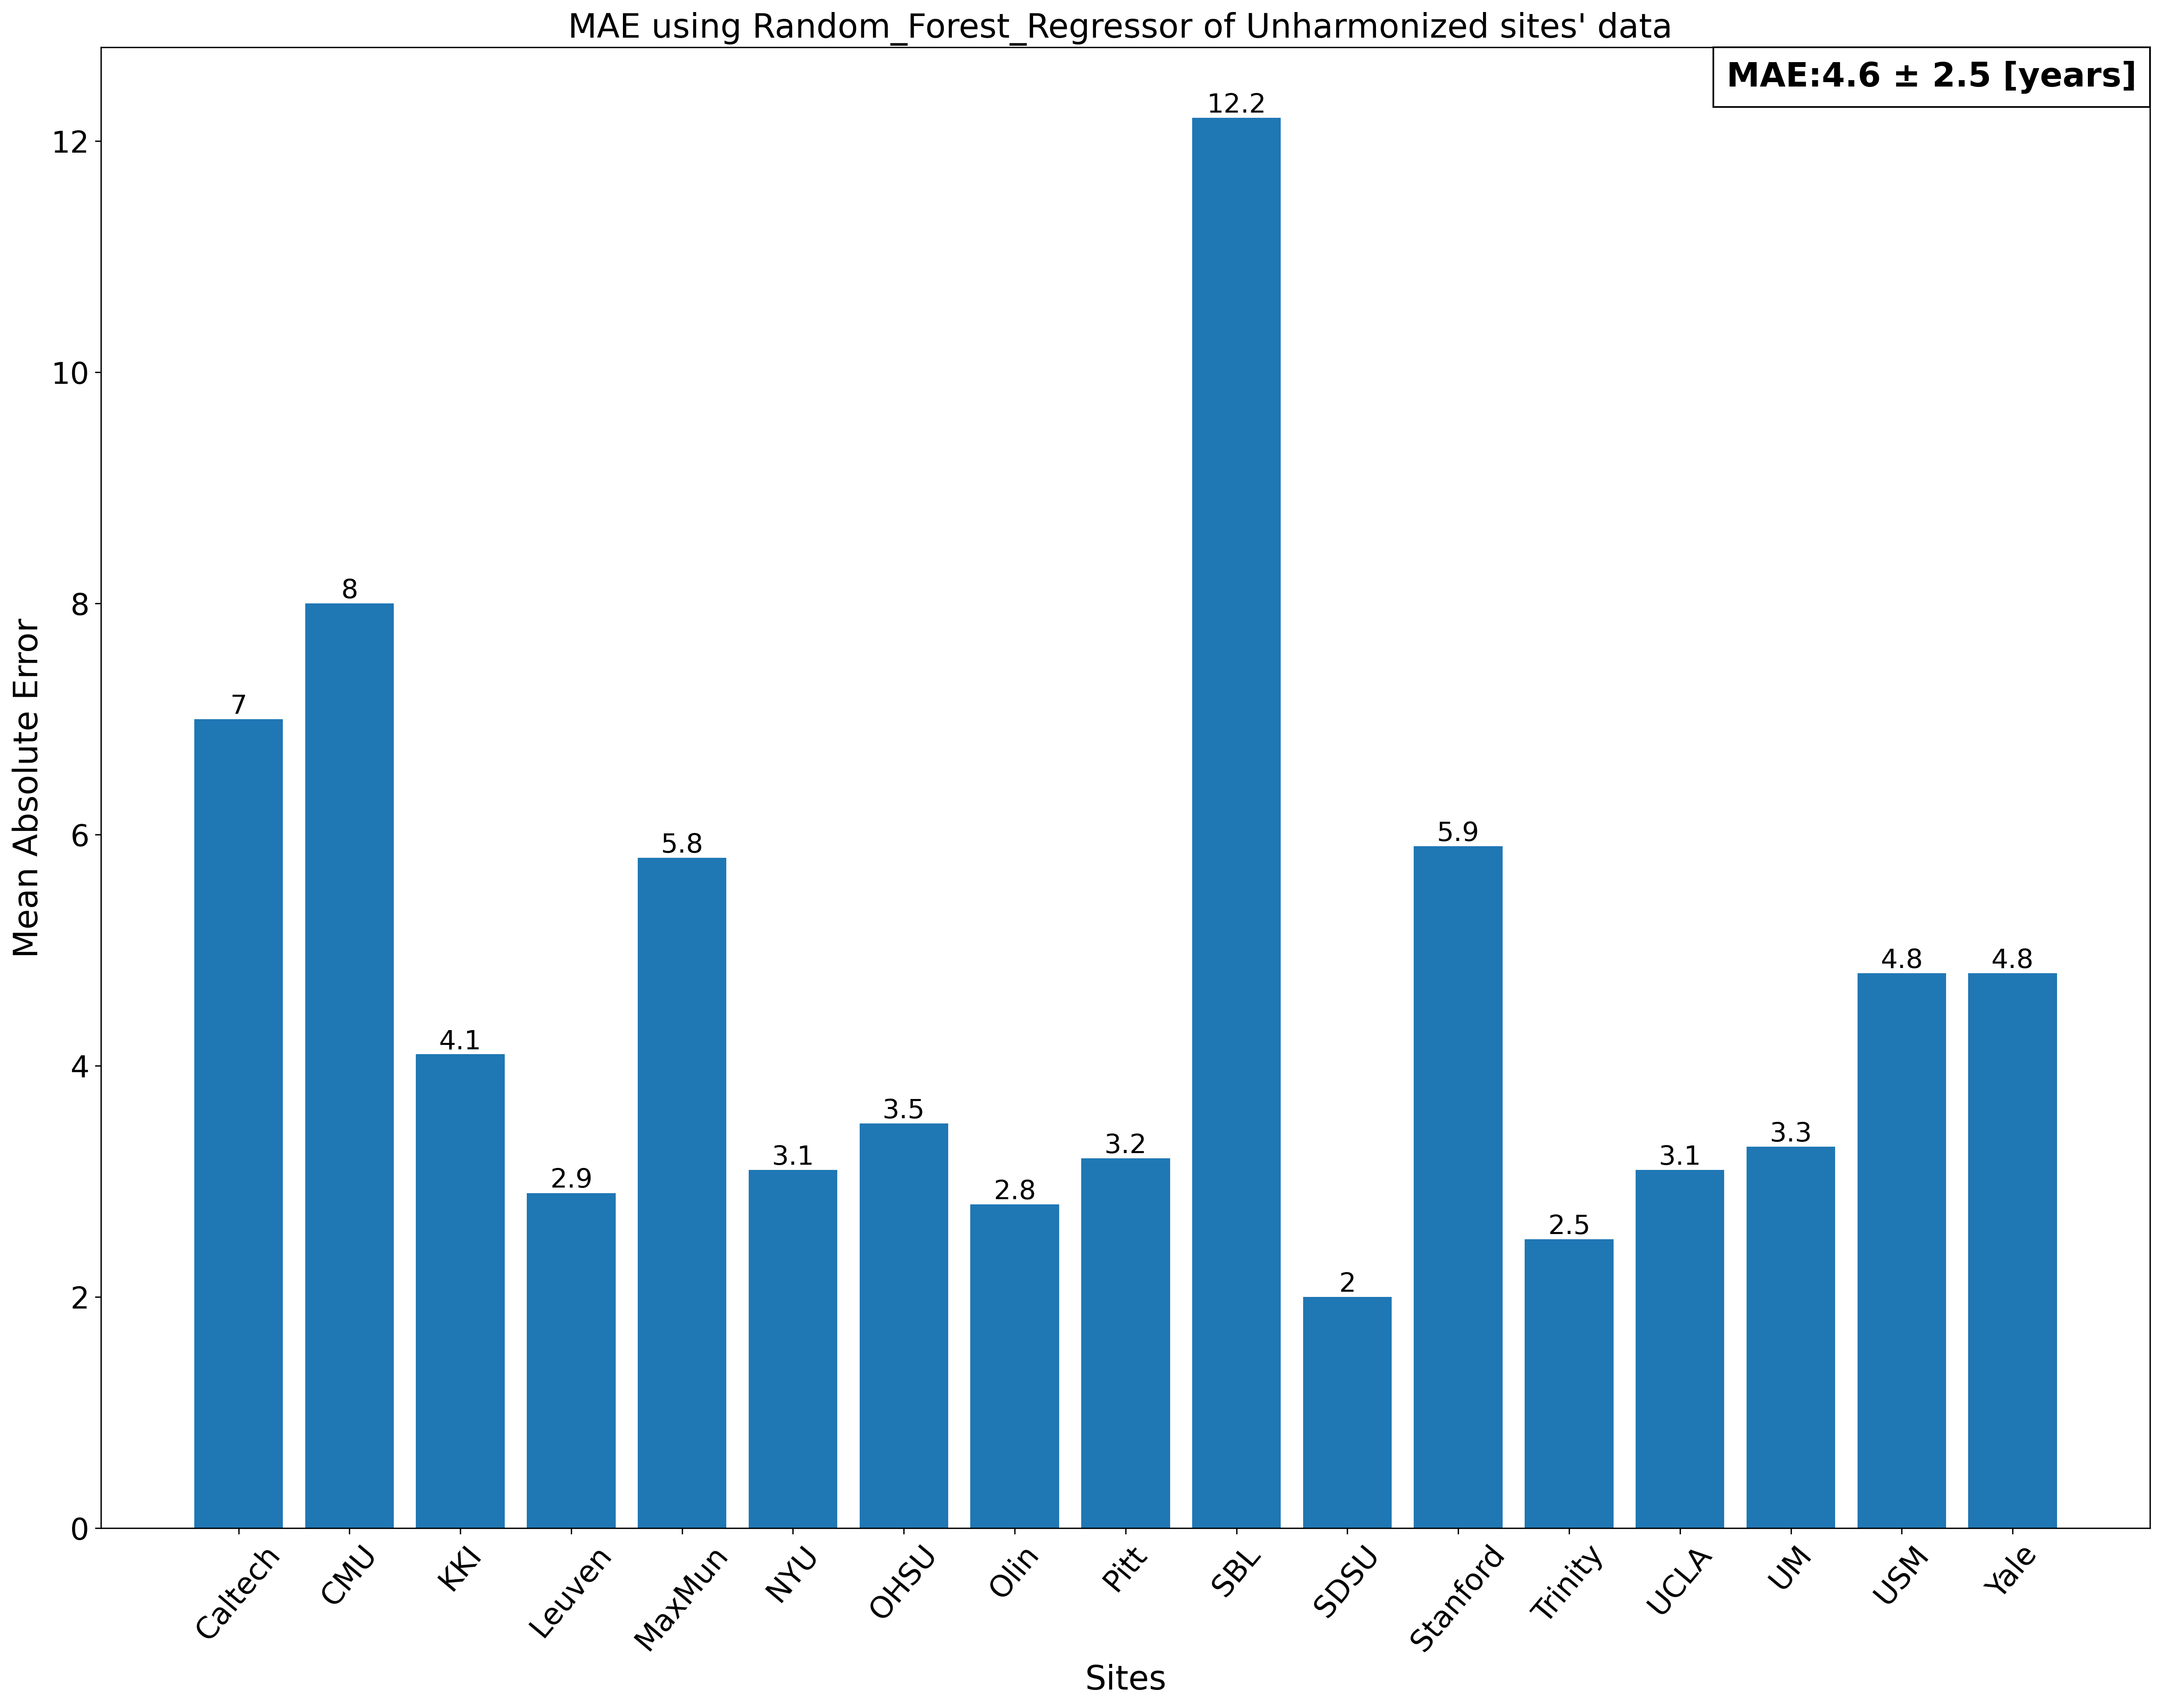 MAE using Random_Forest_Regressor of Unharmonized sites' data
MAE:4.6 ± 2.5 [years]
Mean Absolute Error
12
10
8
6
4
2
0
7
8
4.1
2.9
5.8
3.1
3.5
2.8
3.2
12.2
2
5.9
2.5
3.1
3.3
4.8
4.8
Caltech
CMU
KKI
Leuven
MaxMun
NYU
OHSU
Olin
Pitt
SBL
SDSU
Stanford
Trinity
UCLA
UM
USM
Yale
Sites